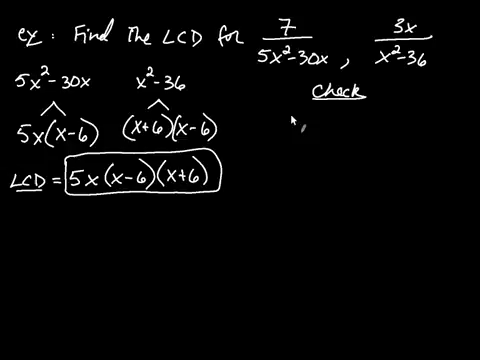 ex: Find the LCD for 7/(5x²-30x), 3x/(x²-36)
5x²-30x x²-36 check
5x(x-6) (x+6)(x-6)
LCD = 5x(x-6)(x+6)